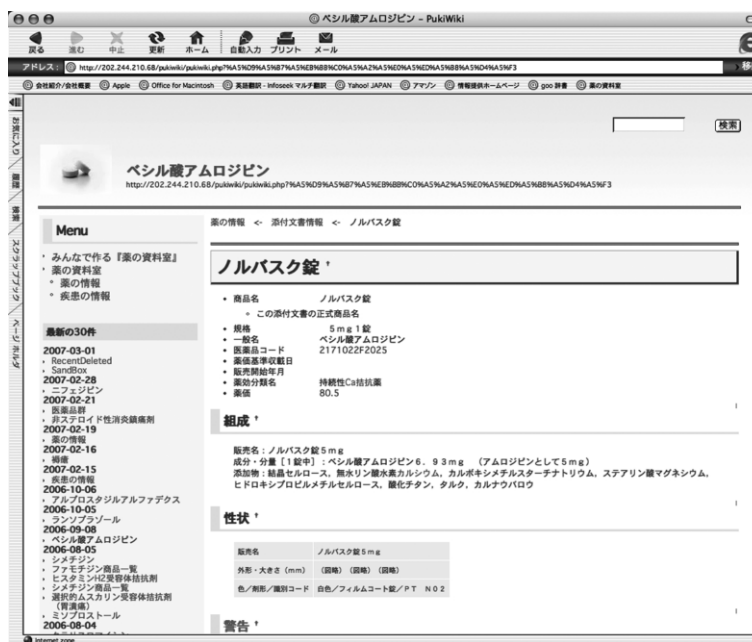 ベシル酸アムロジピン - PukiWiki
戻る 進む 中止 更新 ホーム 自動入力 プリント メール
アドレス: http://202.244.210.68/pukiwiki/pukiwiki.php?%A5%D9%A5%B7%A5%EB%BB%C0%A5%A2%A5%E0%A5%ED%A5%B8%A5%D4%A5%F3
会社紹介/会社概要 Apple Office for Macintosh 英語翻訳 - Infoseek マルチ翻訳 Yahoo! JAPAN アマゾン 情報提供ホームページ goo 辞書 薬の資料室
お気に入り
履歴
検索
スクラップブック
ページ ホルダ
検索
ベシル酸アムロジピン
http://202.244.210.68/pukiwiki/pukiwiki.php?%A5%D9%A5%B7%A5%EB%BB%C0%A5%A2%A5%E0%A5%ED%A5%B8%A5%D4%A5%F3
Menu
みんなで作る『薬の資料室』
薬の資料室
薬の情報
疾患の情報
最新の30件
2007-03-01
RecentDeleted
SandBox
2007-02-28
ニフェジピン
2007-02-21
医薬品群
非ステロイド性消炎鎮痛剤
2007-02-19
薬の情報
2007-02-16
褥瘡
2007-02-15
疾患の情報
2006-10-06
アルプロスタジルアルファデクス
2006-10-05
ランソプラゾール
2006-09-08
ベシル酸アムロジピン
2006-08-05
シメチジン
ファモチジン商品一覧
ヒスタミンH2受容体拮抗剤
シメチジン商品一覧
選択的ムスカリン受容体拮抗剤
(胃潰瘍)
ミソプロストール
2006-08-04
薬の情報 <- 添付文書情報 <- ノルバスク錠
ノルバスク錠 †
商品名 ノルバスク錠
この添付文書の正式商品名
規格 5mg1錠
一般名 ベシル酸アムロジピン
医薬品コード 2171022F2025
薬価基準収載日
販売開始年月
薬効分類名 持続性Ca拮抗薬
薬価 80.5
組成 †
販売名:ノルバスク錠5mg
成分・分量[1錠中]:ベシル酸アムロジピン6.93mg (アムロジピンとして5mg)
添加物:結晶セルロース, 無水リン酸水素カルシウム, カルボキシメチルスターチナトリウム, ステアリン酸マグネシウム,
ヒドロキシプロピルメチルセルロース, 酸化チタン, タルク, カルナウバロウ
性状 †
販売名 ノルバスク錠5mg
外形・大きさ(mm) (図略) (図略) (図略)
色/剤形/識別コード 白色/フィルムコート錠/PT N02
警告 †
Internet zone